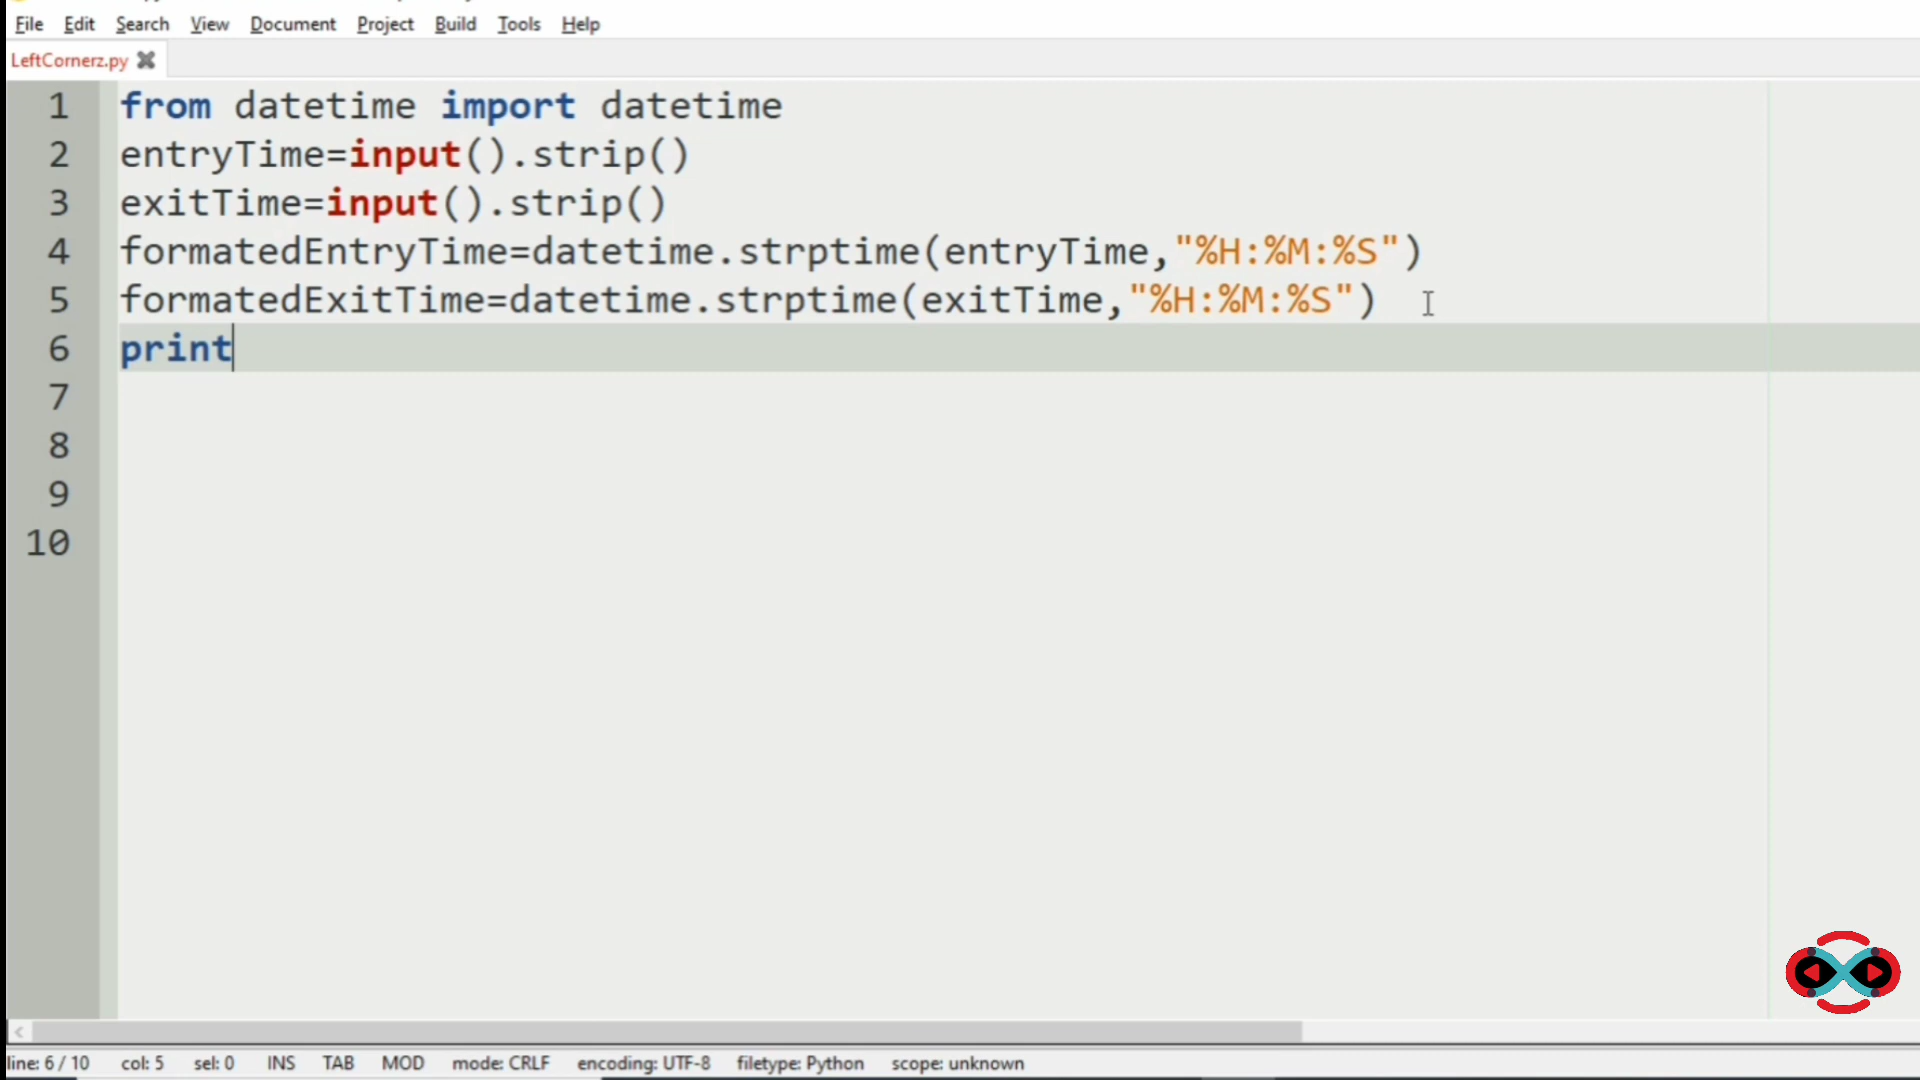 File Edit Search View Document Project Build Tools Help
LeftCornerz.py
1 from datetime import datetime
2 entryTime=input().strip()
3 exitTime=input().strip()
4 formatedEntryTime=datetime.strptime(entryTime,"%H:%M:%S")
5 formatedExitTime=datetime.strptime(exitTime,"%H:%M:%S")
6 print
7
8
9
10
line: 6 / 10 col: 5 sel: 0 INS TAB MOD mode: CRLF encoding: UTF-8 filetype: Python scope: unknown